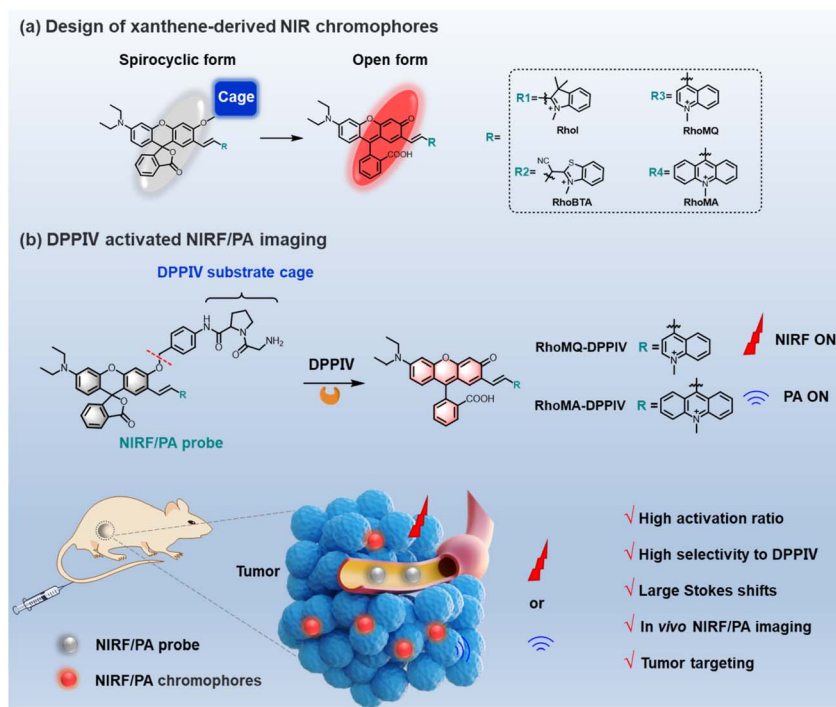 (a) Design of xanthene-derived NIR chromophores
Spirocyclic form
Open form
Cage
N
O
O
R
O
O
N
O
O
R
COOH
R=
R1=
N
+
RhoI
R3=
N
+
RhoMQ
R2=
NC
S
N
+
RhoBTA
R4=
N
+
RhoMA
(b) DPPIV activated NIRF/PA imaging
DPPIV substrate cage
H
N
O
N
O
NH₂
N
O
O
R
O
O
NIRF/PA probe
DPPIV
N
O
O
R
COOH
RhoMQ-DPPIV R =
N
+
NIRF ON
RhoMA-DPPIV R =
N
+
PA ON
Tumor
or
NIRF/PA probe
NIRF/PA chromophores
√ High activation ratio
√ High selectivity to DPPIV
√ Large Stokes shifts
√ In vivo NIRF/PA imaging
√ Tumor targeting